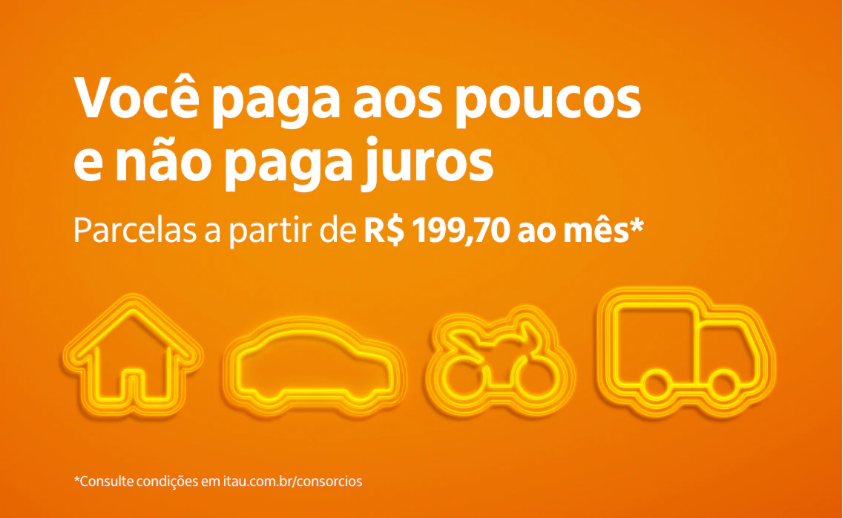 Você paga aos poucos
e não paga juros
Parcelas a partir de R$ 199,70 ao mês*
*Consulte condições em itau.com.br/consorcios